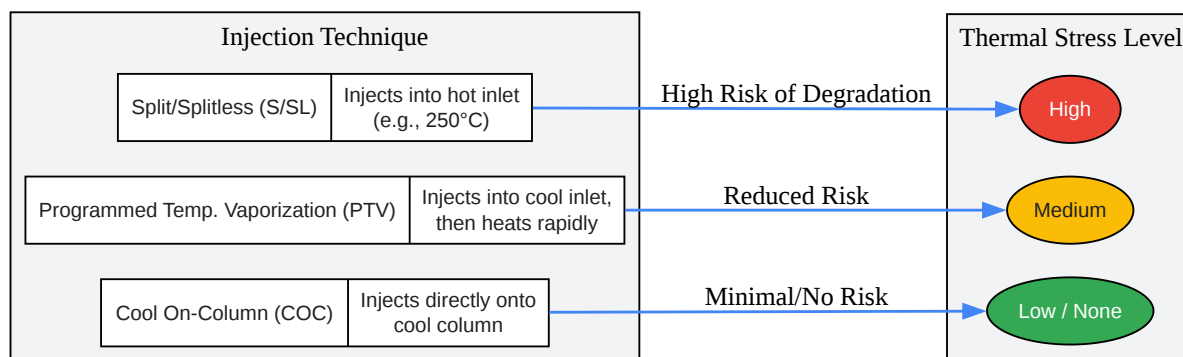 Injection Technique
Thermal Stress Level
Split/Splitless (S/SL)
Injects into hot inlet
(e.g., 250°C)
High Risk of Degradation
High
Programmed Temp. Vaporization (PTV)
Injects into cool inlet,
then heats rapidly
Reduced Risk
Medium
Cool On-Column (COC)
Injects directly onto
cool column
Minimal/No Risk
Low / None